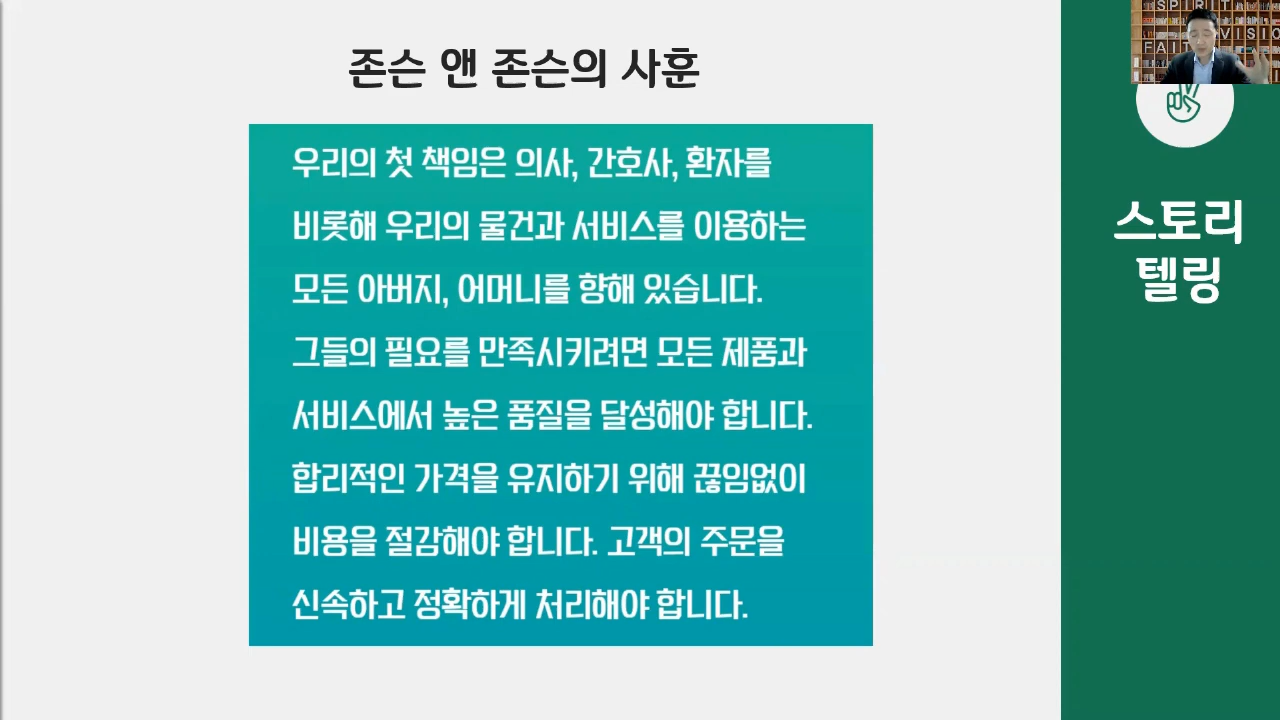 존슨 앤 존슨의 사훈
우리의 첫 책임은 의사, 간호사, 환자를
비롯해 우리의 물건과 서비스를 이용하는
모든 아버지, 어머니를 향해 있습니다.
그들의 필요를 만족시키려면 모든 제품과
서비스에서 높은 품질을 달성해야 합니다.
합리적인 가격을 유지하기 위해 끊임없이
비용을 절감해야 합니다. 고객의 주문을
신속하고 정확하게 처리해야 합니다.
SPIRIT
VISIO
FAIT
스토리
텔링